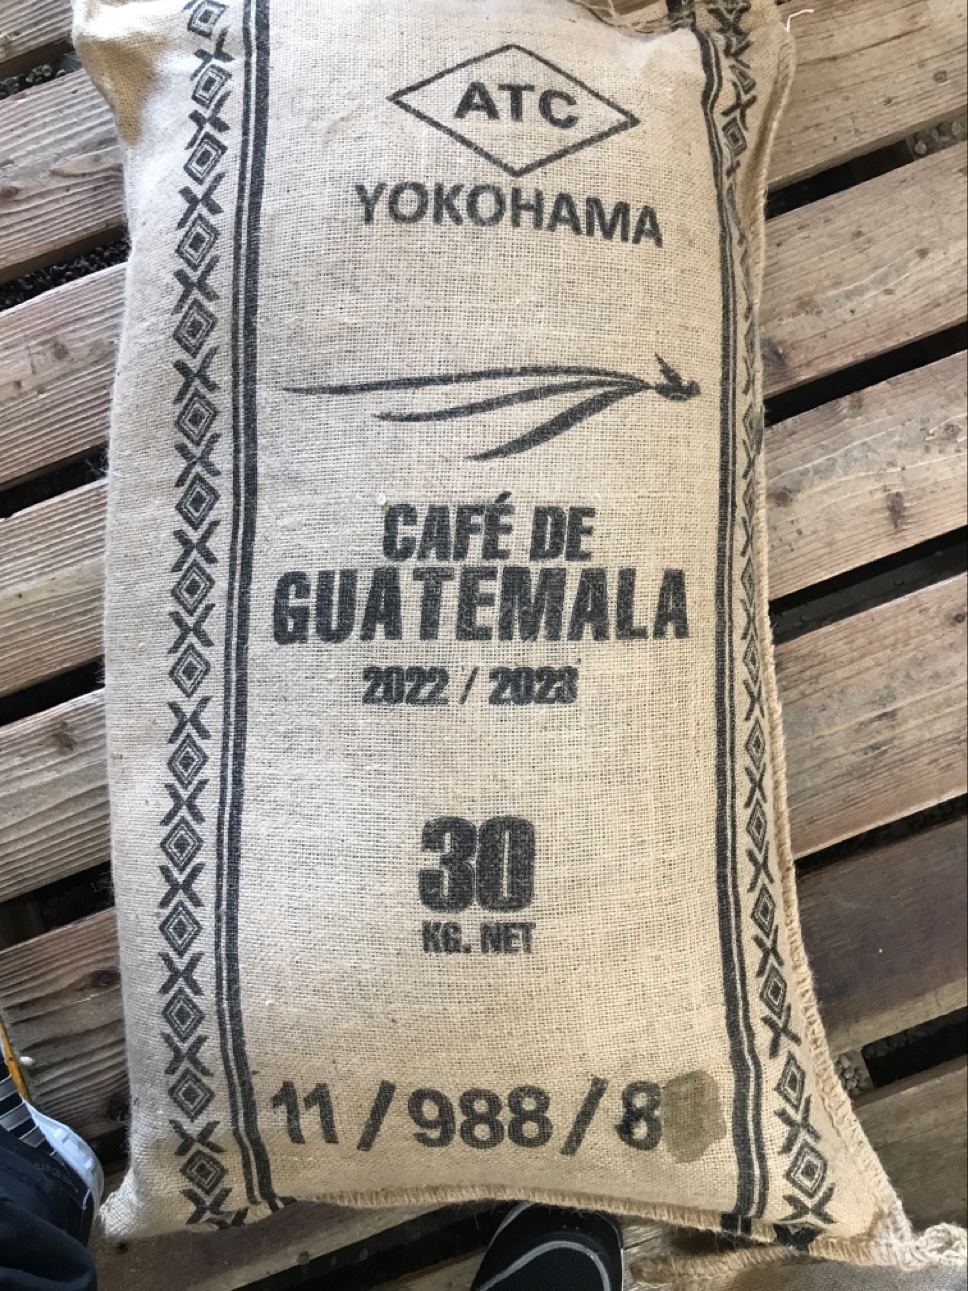 ATC
YOKOHAMA
CAFÉ DE
GUATEMALA
2022 / 2023
30
KG. NET
11/988/8